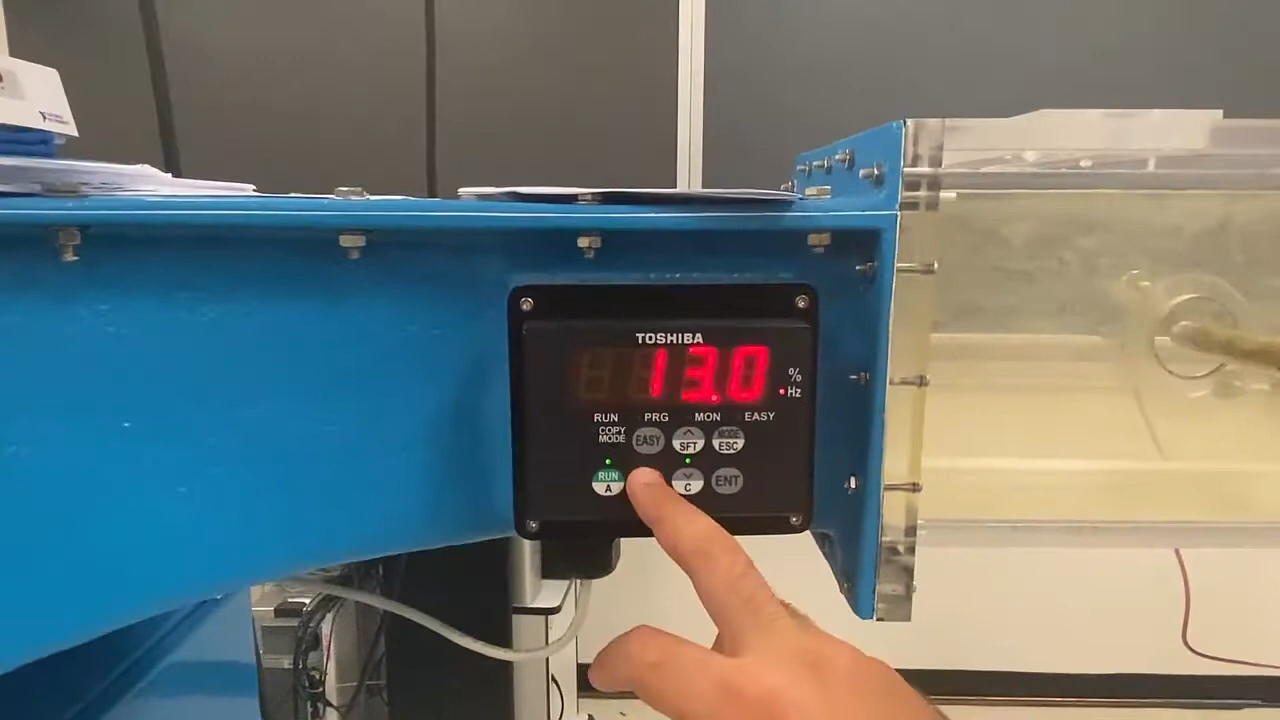 TOSHIBA
13.0
%
Hz
RUN PRG MON EASY
COPY MODE EASY SFT MODE ESC
RUN A C ENT